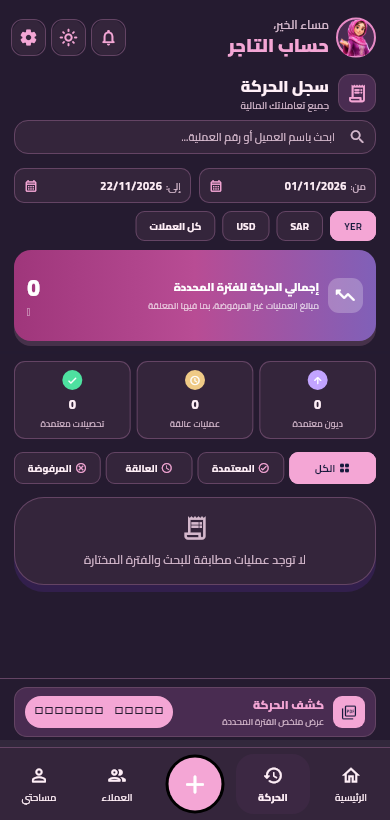 مساء الخير،
حساب التاجر
سجل الحركة
جميع تعاملاتك المالية
ابحث باسم العميل أو رقم العملية...
من: 01/11/2026
إلى: 22/11/2026
YER
SAR
USD
كل العملات
إجمالي الحركة للفترة المحددة
مبالغ العمليات غير المرفوضة، بما فيها المعلقة
0
0
ديون معتمدة
0
عمليات عالقة
0
تحصيلات معتمدة
الكل
المعتمدة
العالقة
المرفوضة
لا توجد عمليات مطابقة للبحث والفترة المختارة
كشف الحركة
عرض ملخص الفترة المحددة
الرئيسية
الحركة
العملاء
مساحتي